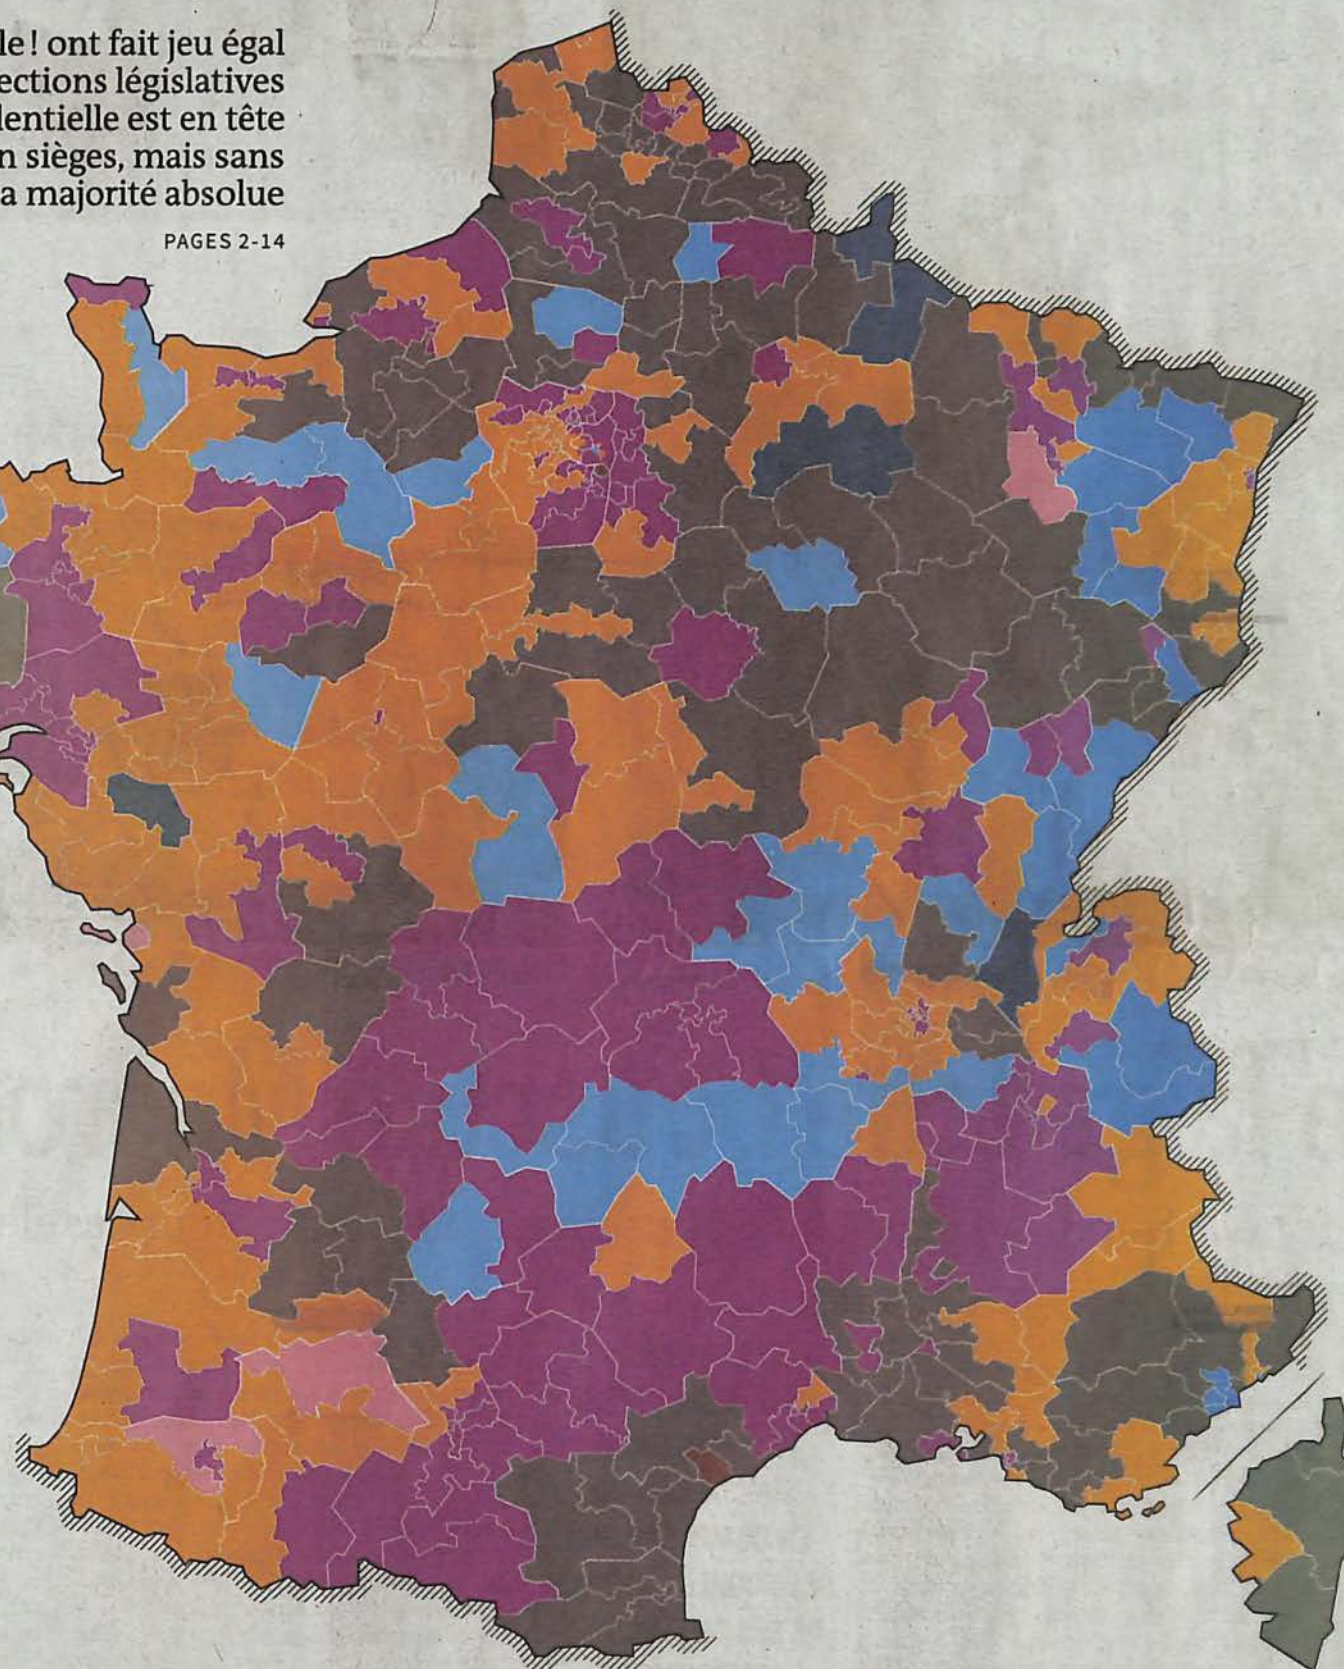 le ! ont fait jeu égal
ections législatives
lentielle est en tête
n sièges, mais sans
a majorité absolue
PAGES 2-14